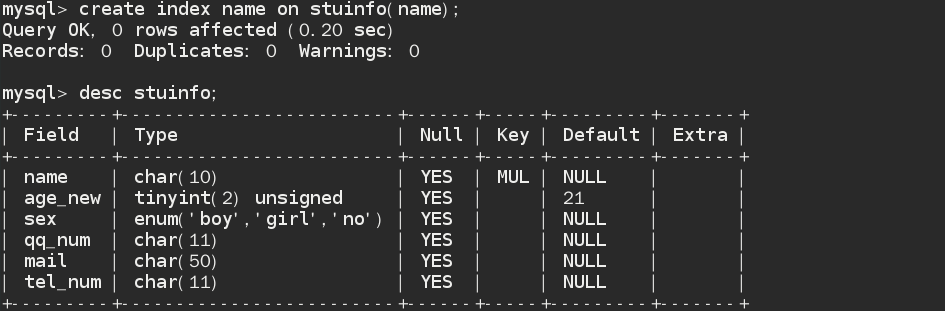 mysql> create index name on stuinfo(name);
Query OK, 0 rows affected (0.20 sec)
Records: 0  Duplicates: 0  Warnings: 0

mysql> desc stuinfo;
+----------+--------------------------+------+-----+---------+-------+
| Field    | Type                     | Null | Key | Default | Extra |
+----------+--------------------------+------+-----+---------+-------+
| name     | char(10)                 | YES  | MUL | NULL    |       |
| age_new  | tinyint(2) unsigned      | YES  |     | 21      |       |
| sex      | enum('boy','girl','no')  | YES  |     | NULL    |       |
| qq_num   | char(11)                 | YES  |     | NULL    |       |
| mail     | char(50)                 | YES  |     | NULL    |       |
| tel_num  | char(11)                 | YES  |     | NULL    |       |
+----------+--------------------------+------+-----+---------+-------+